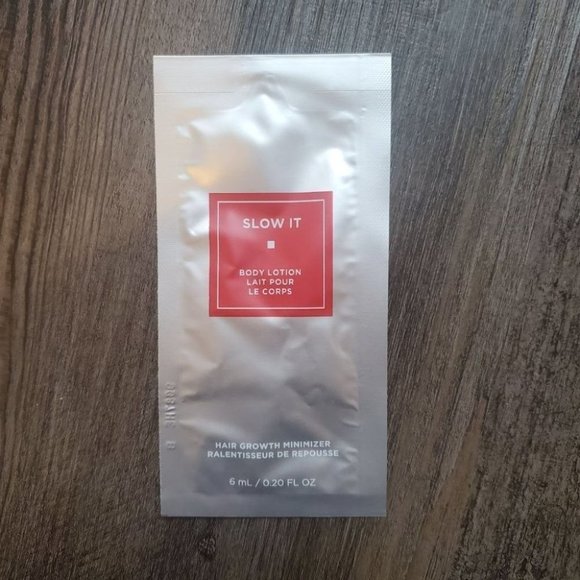 SLOW IT
BODY LOTION
LAIT POUR
LE CORPS
HAIR GROWTH MINIMIZER
RALENTISSEUR DE REPOUSSE
6 mL / 0.20 FL OZ